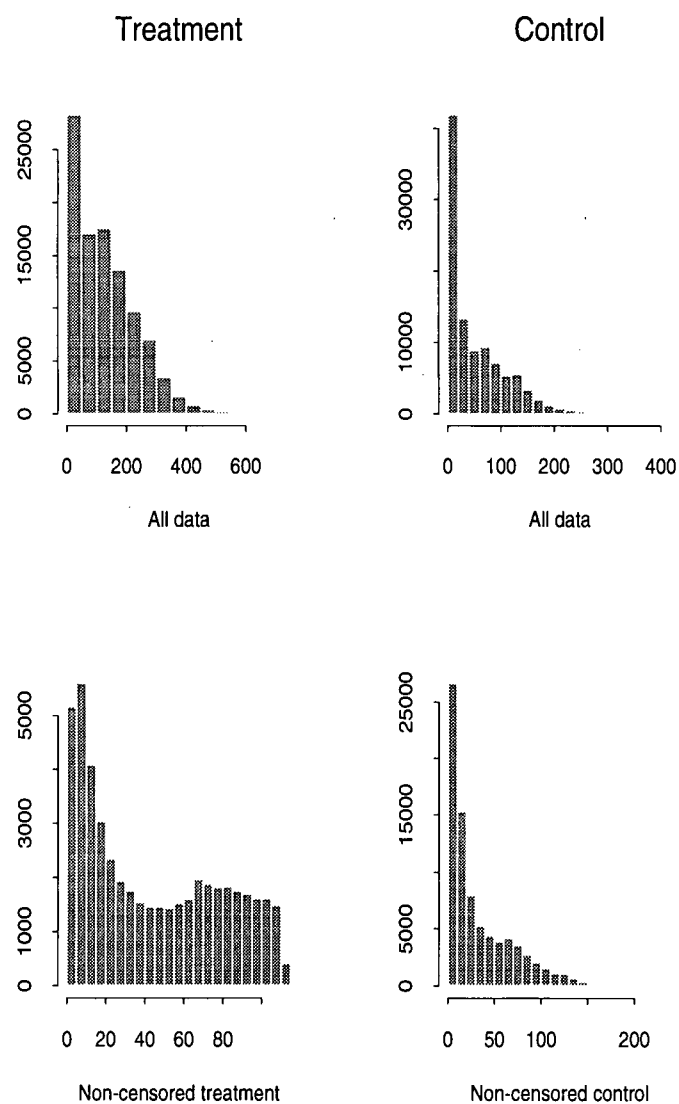 Treatment
Control
25000
15000
5000
0
0 200 400 600
All data
30000
10000
0
0 100 200 300 400
All data
5000
3000
1000
0
0 20 40 60 80
Non-censored treatment
25000
15000
5000
0
0 50 100 200
Non-censored control